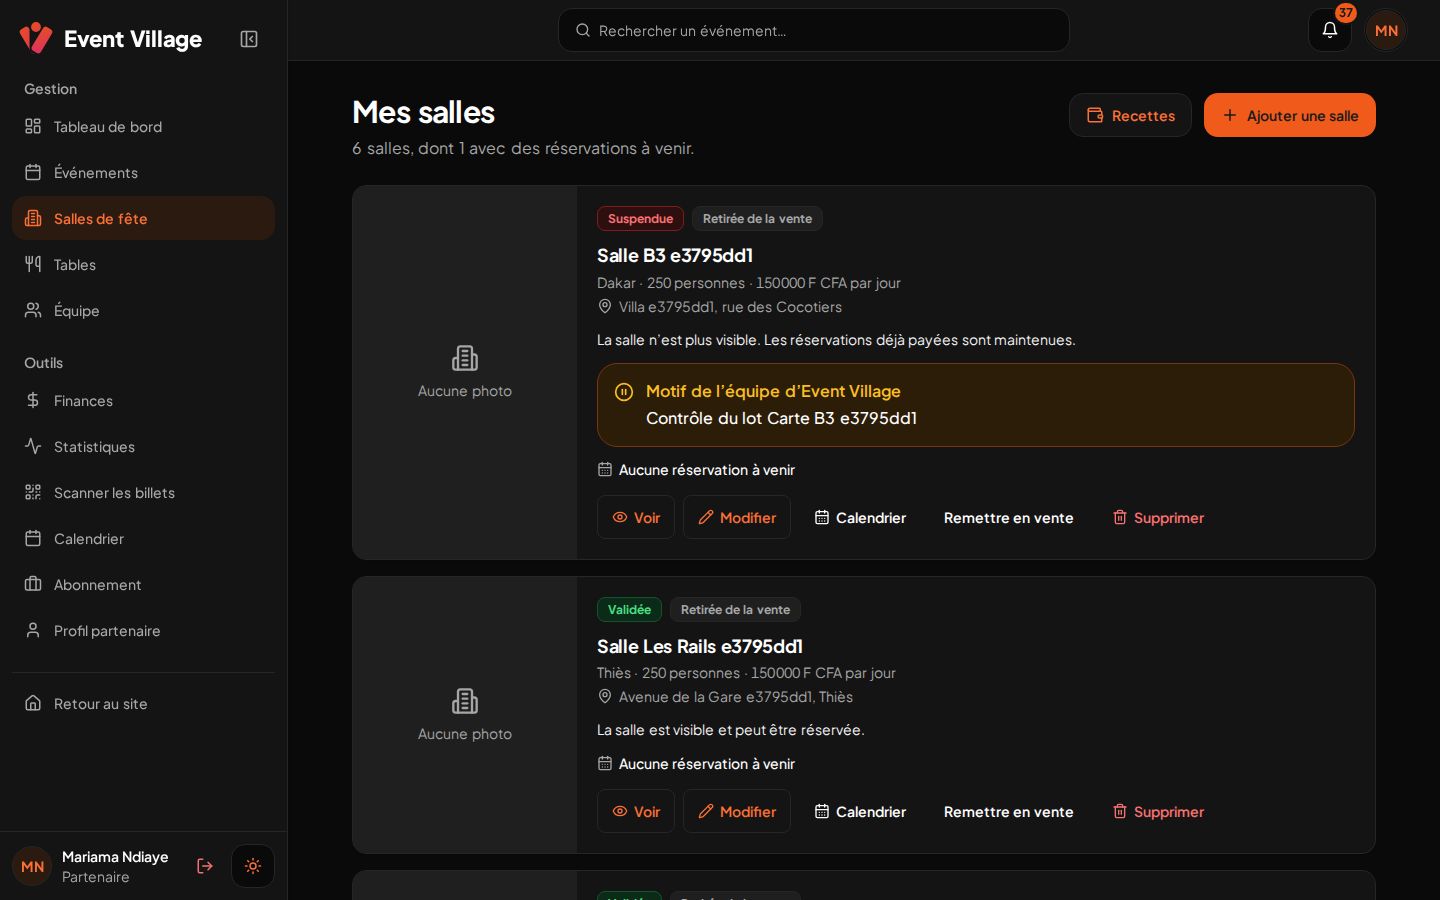 Event Village
Rechercher un événement…
37
MN
Gestion
Tableau de bord
Événements
Salles de fête
Tables
Équipe
Outils
Finances
Statistiques
Scanner les billets
Calendrier
Abonnement
Profil partenaire
Retour au site
MN
Mariama Ndiaye
Partenaire
Mes salles
6 salles, dont 1 avec des réservations à venir.
Recettes
Ajouter une salle
Aucune photo
Suspendue
Retirée de la vente
Salle B3 e3795dd1
Dakar · 250 personnes · 150000 F CFA par jour
Villa e3795dd1, rue des Cocotiers
La salle n’est plus visible. Les réservations déjà payées sont maintenues.
Motif de l’équipe d’Event Village
Contrôle du lot Carte B3 e3795dd1
Aucune réservation à venir
Voir
Modifier
Calendrier
Remettre en vente
Supprimer
Aucune photo
Validée
Retirée de la vente
Salle Les Rails e3795dd1
Thiès · 250 personnes · 150000 F CFA par jour
Avenue de la Gare e3795dd1, Thiès
La salle est visible et peut être réservée.
Aucune réservation à venir
Voir
Modifier
Calendrier
Remettre en vente
Supprimer